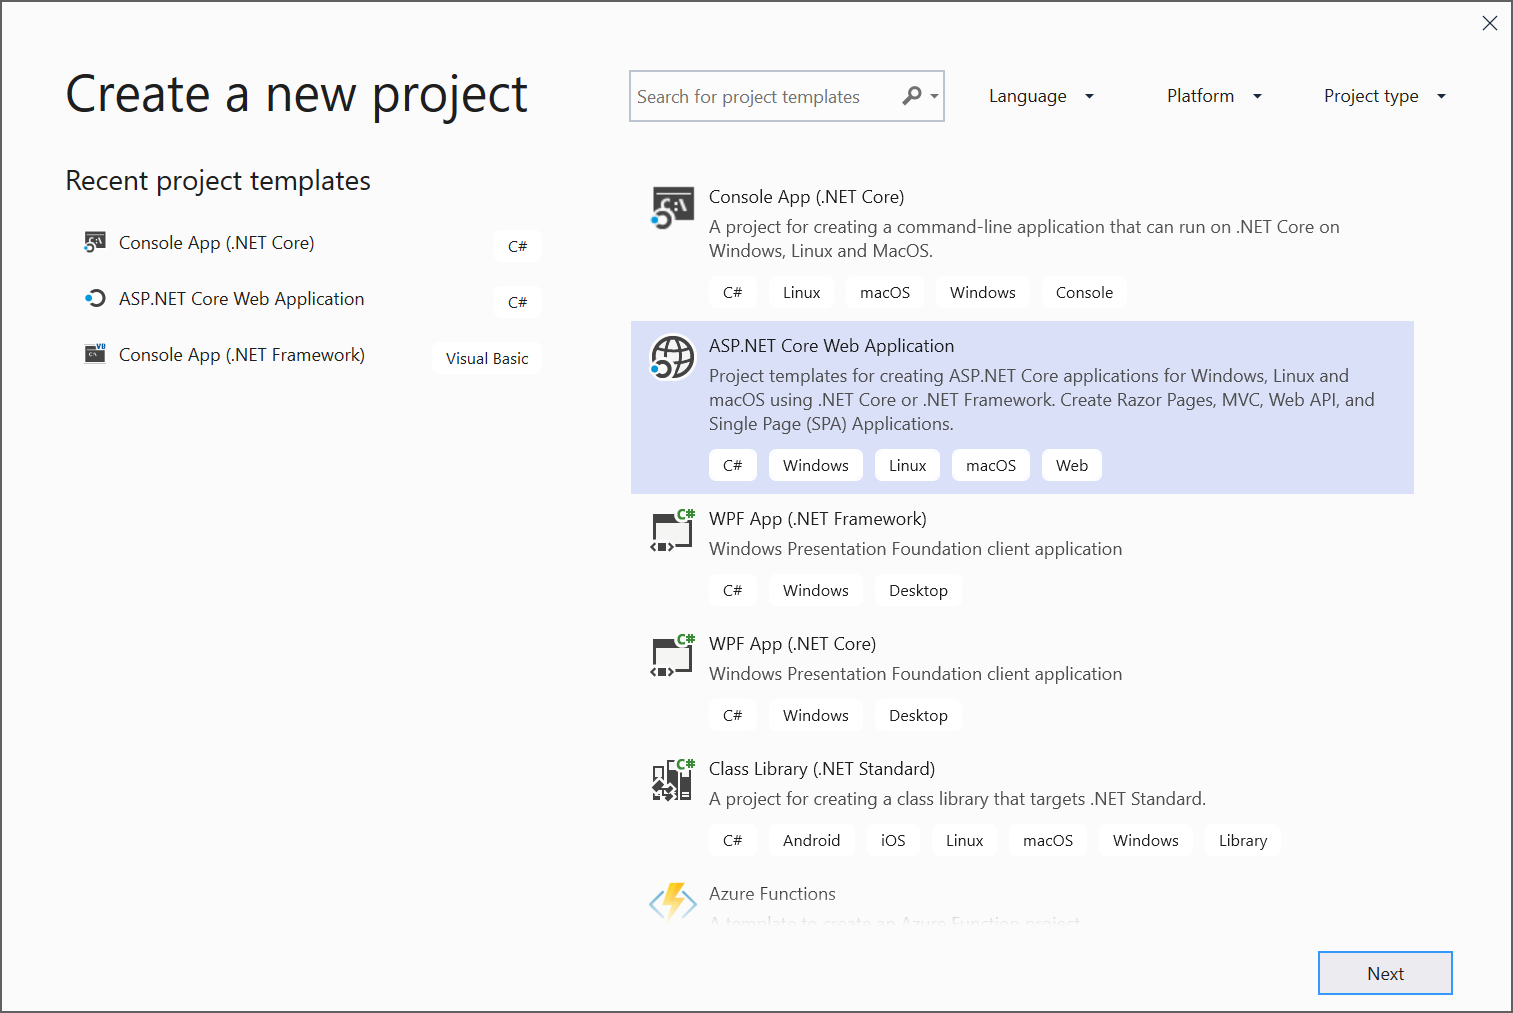 Create a new project
Search for project templates
Language
Platform
Project type
Recent project templates
Console App (.NET Core)
C#
ASP.NET Core Web Application
C#
Console App (.NET Framework)
Visual Basic
Console App (.NET Core)
A project for creating a command-line application that can run on .NET Core on
Windows, Linux and MacOS.
C# Linux macOS Windows Console
ASP.NET Core Web Application
Project templates for creating ASP.NET Core applications for Windows, Linux and
macOS using .NET Core or .NET Framework. Create Razor Pages, MVC, Web API, and
Single Page (SPA) Applications.
C# Windows Linux macOS Web
WPF App (.NET Framework)
Windows Presentation Foundation client application
C# Windows Desktop
WPF App (.NET Core)
Windows Presentation Foundation client application
C# Windows Desktop
Class Library (.NET Standard)
A project for creating a class library that targets .NET Standard.
C# Android iOS Linux macOS Windows Library
Azure Functions
A template to create an Azure Function project
Next